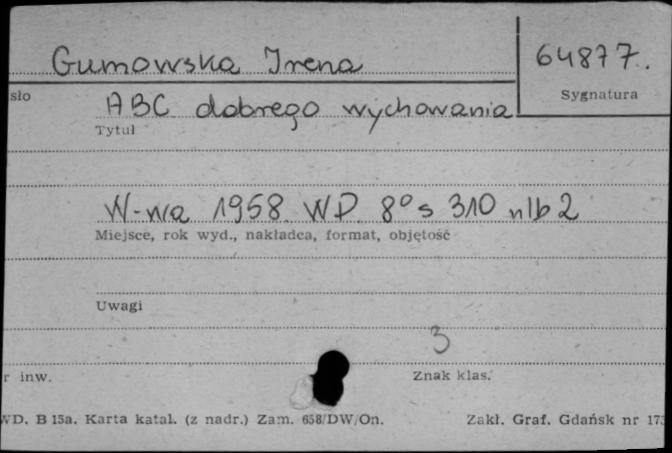 Gumowska Irena
64877.
sło
Sygnatura
ABC dobrego wychowania
Tytuł
W-wa 1958 WD 8° s 310 nlb 2
Miejsce, rok wyd., nakładca, format, objętość
Uwagi
3
r inw.
Znak klas.
WD. B 15a. Karta katal. (z nadr.) Zam. 658/DW/On.
Zakł. Graf. Gdańsk nr 173